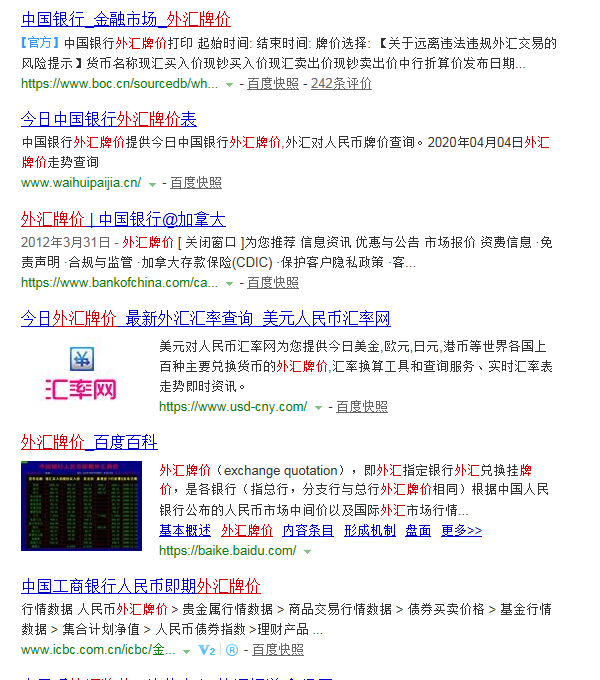 中国银行_金融市场_外汇牌价
【官方】中国银行外汇牌价打印 起始时间: 结束时间: 牌价选择: 【关于远离违法违规外汇交易的
风险提示】货币名称现汇买入价现钞买入价现汇卖出价现钞卖出价中行折算价发布日期...
https://www.boc.cn/sourcedb/wh... - 百度快照 - 242条评价
今日中国银行外汇牌价表
中国银行外汇牌价提供今日中国银行外汇牌价,外汇对人民币牌价查询。2020年04月04日外汇
牌价走势查询
www.waihuipaijia.cn/ - 百度快照
外汇牌价 | 中国银行@加拿大
2012年3月31日 - 外汇牌价 [ 关闭窗口 ]为您推荐 信息资讯 优惠与公告 市场报价 资费信息 ·免
责声明 ·合规与监管 ·加拿大存款保险(CDIC) ·保护客户隐私政策 ·客...
https://www.bankofchina.com/ca... - 百度快照
今日外汇牌价_最新外汇汇率查询_美元人民币汇率网
汇率网
美元对人民币汇率网为您提供今日美金,欧元,日元,港币等世界各国上
百种主要兑换货币的外汇牌价,汇率换算工具和查询服务、实时汇率表
走势即时资讯。
https://www.usd-cny.com/ - 百度快照
外汇牌价_百度百科
外汇牌价（exchange quotation），即外汇指定银行外汇兑换挂牌
价，是各银行（指总行，分支行与总行外汇牌价相同）根据中国人民
银行公布的人民币市场中间价以及国际外汇市场行情...
基本概述 外汇牌价 内容条目 形成机制 盘面 更多>>
https://baike.baidu.com/
中国工商银行人民币即期外汇牌价
行情数据 人民币外汇牌价 > 贵金属行情数据 > 商品交易行情数据 > 债券买卖价格 > 基金行情
数据 > 集合计划净值 > 人民币债券指数 >理财产品 ...
www.icbc.com.cn/icbc/金... V2 ® - 百度快照